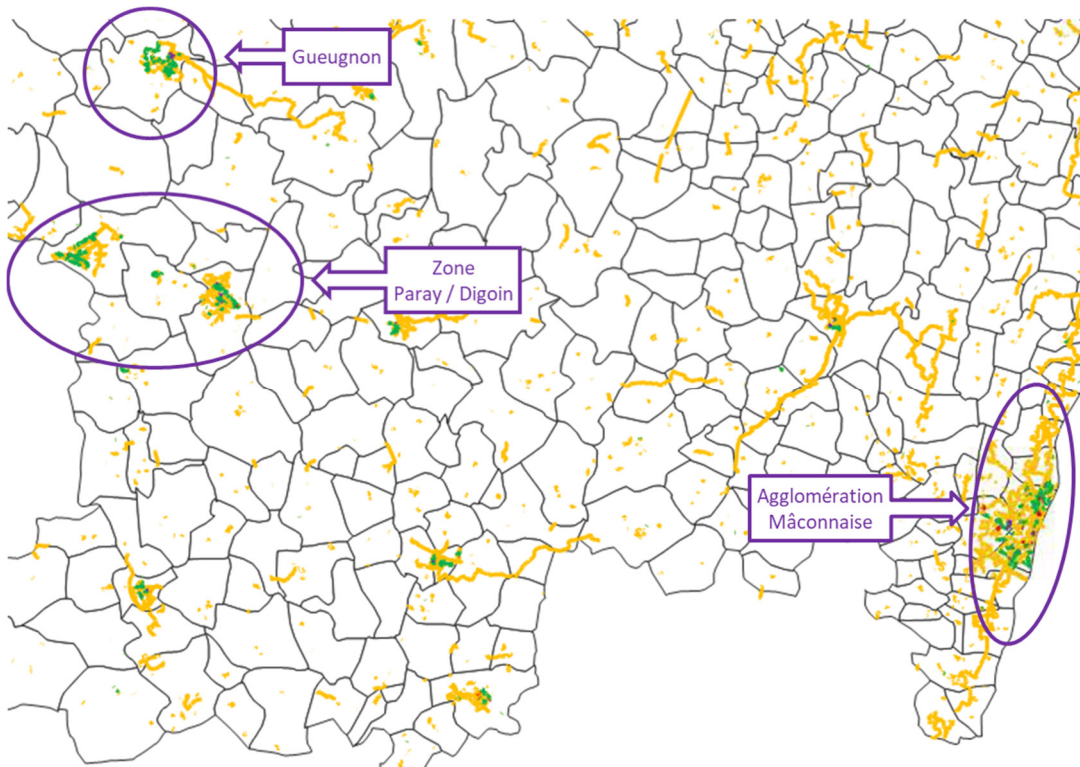 Gueugnon
Zone
Paray / Digoin
Agglomération
Mâconnaise